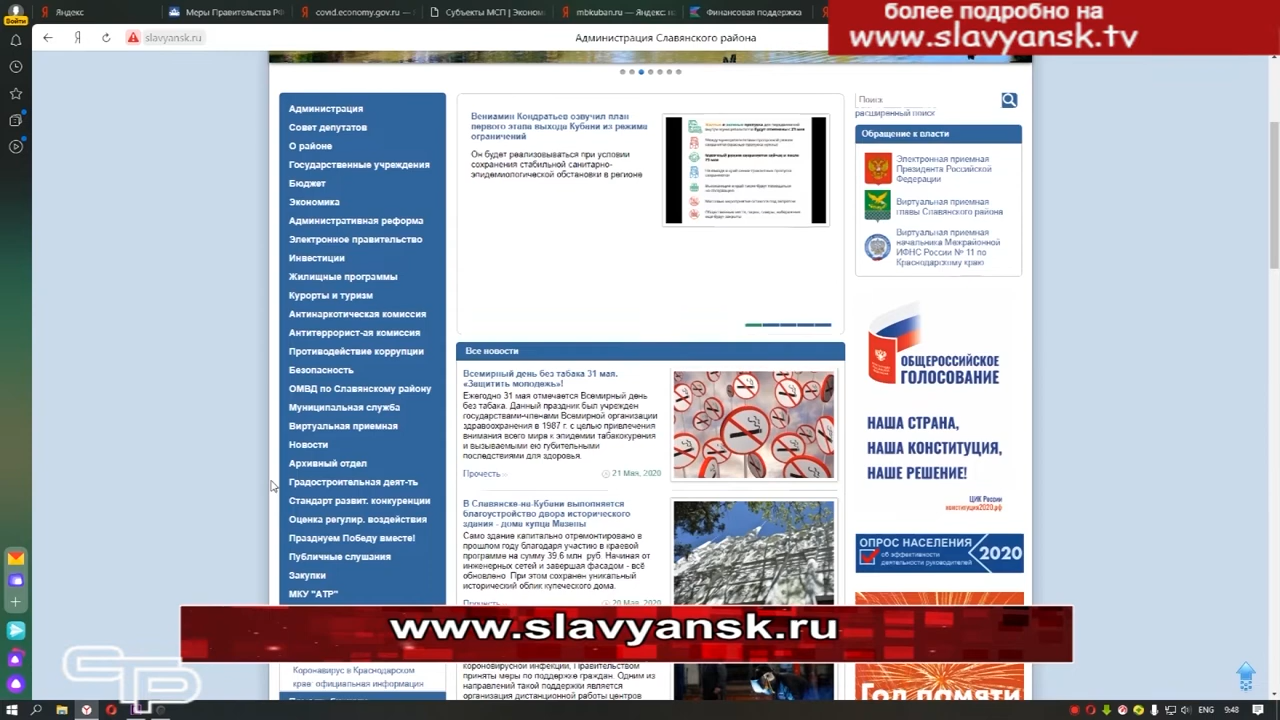 Яндекс
Меры Правительства РФ
covid.economy.gov.ru —
Субъекты МСП | Эконом
mbkuban.ru — Яндекс: н
Финансовая поддержка
более подробно на
www.slavyansk.tv
Войти
slavyansk.ru
Администрация Славянского района
Администрация
Совет депутатов
О районе
Государственные учреждения
Бюджет
Экономика
Административная реформа
Электронное правительство
Инвестиции
Жилищные программы
Курорты и туризм
Антинаркотическая комиссия
Антитеррорист-ая комиссия
Противодействие коррупции
Безопасность
ОМВД по Славянскому району
Муниципальная служба
Виртуальная приемная
Новости
Архивный отдел
Градостроительная деят-ть
Стандарт развит. конкуренции
Оценка регулир. воздействия
Празднуем Победу вместе!
Публичные слушания
Закупки
МКУ "АТР"
Коронавирус в Краснодарском
крае официальная информация
Вениамин Кондратьев озвучил план
первого этапа выхода Кубани из режима
ограничений
Он будет реализовываться при условии
сохранения стабильной санитарно-
эпидемиологической обстановки в регионе
Все новости
Всемирный день без табака 31 мая.
«Защитить молодежь»!
Ежегодно 31 мая отмечается Всемирный день
без табака. Данный праздник был учрежден
государствами-членами Всемирной организации
здравоохранения в 1987 г. с целью привлечения
внимания всего мира к эпидемии табакокурения
и вызываемыми ею губительными
последствиями для здоровья.
Прочесть
21 Мая, 2020
В Славянске-на-Кубани выполняется
благоустройство двора исторического
здания - дома купца Мазепы
Само здание капитально отремонтировано в
прошлом году благодаря участию в краевой
программе на сумму 39.6 млн руб. Начиная от
инженерных сетей и завершая фасадом - всё
обновлено. При этом сохранен уникальный
исторический облик купеческого дома.
Прочесть
20 Мая, 2020
www.slavyansk.ru
коронавирусной инфекции, Правительством
приняты меры по поддержке граждан. Одним из
направлений такой поддержки является
организация дистанционной работы центров
Поиск
расширенный поиск
Обращение к власти
Электронная приемная
Президента Российской
Федерации
Виртуальная приемная
главы Славянского района
Виртуальная приемная
начальника Межрайонной
ИФНС России № 11 по
Краснодарскому краю
ОБЩЕРОССИЙСКОЕ
ГОЛОСОВАНИЕ
НАША СТРАНА,
НАША КОНСТИТУЦИЯ,
НАШЕ РЕШЕНИЕ!
ЦИК России
конституция2020.рф
ОПРОС НАСЕЛЕНИЯ
об эффективности
деятельности руководителей
2020
Год памяти
ENG
9:48